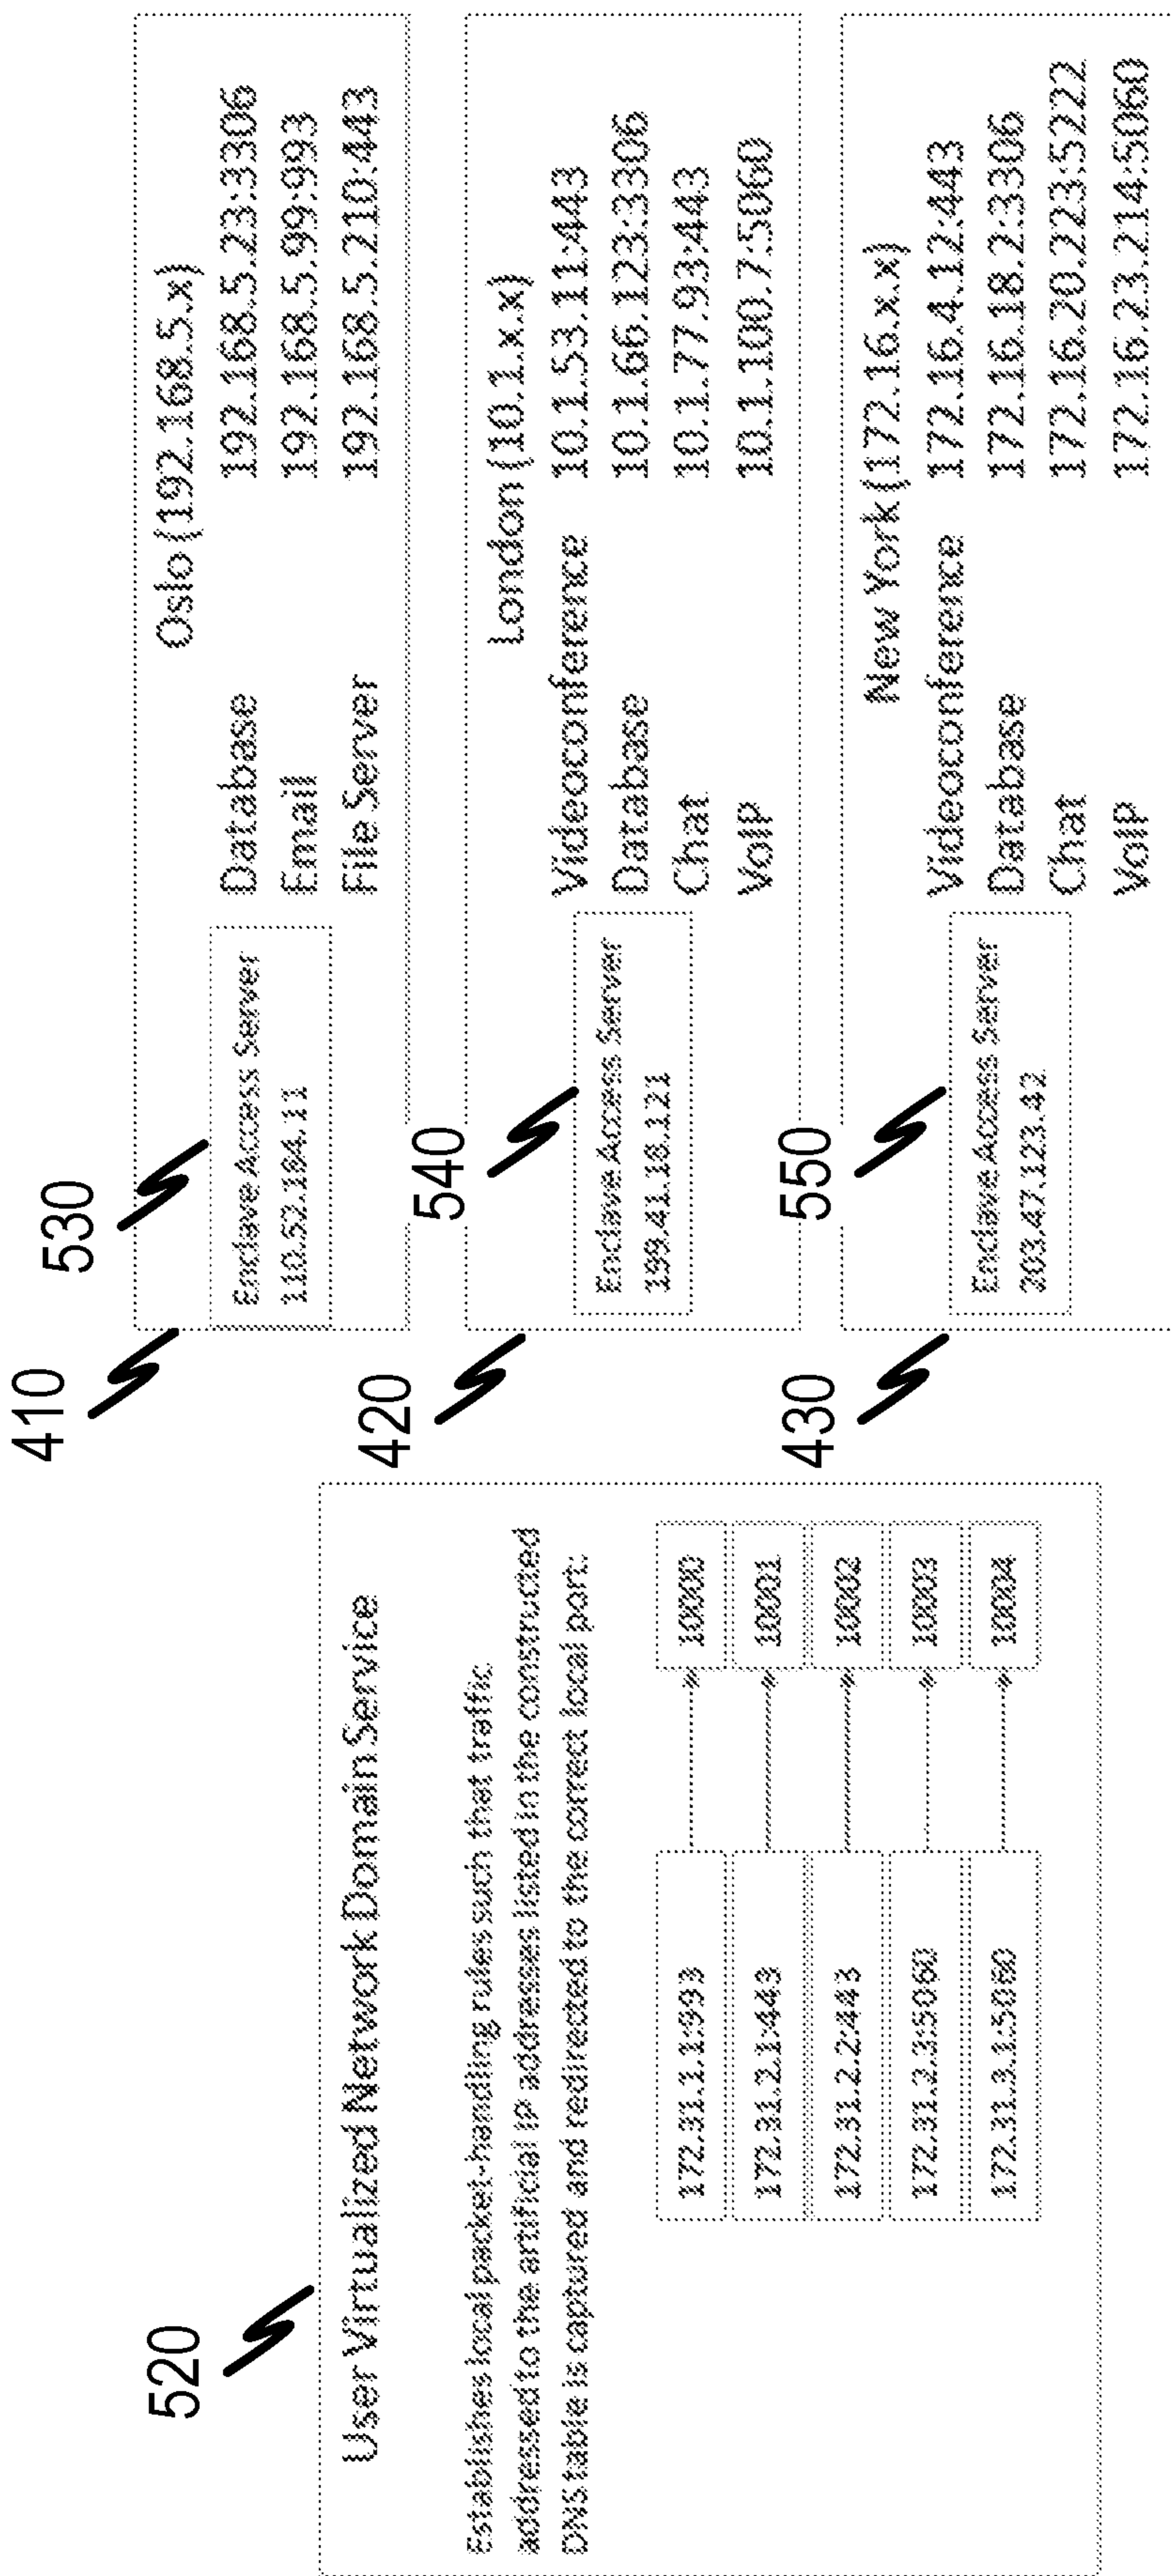 520
User Virtualized Network Domain Service
Establishes local packet-handling rules such that traffic
addressed to the artificial IP addresses listed in the constructed
DNS table is captured and redirected to the correct local port:
172.31.1.1:993
10000
172.31.2.1:443
10001
172.31.2.2:443
10002
172.31.2.3:5060
10003
172.31.3.1:5060
10004
410
530
Oslo (192.168.5.x)
Enclave Access Server
110.52.184.11
Database 192.168.5.23:3306
Email 192.168.5.99:993
File Server 192.168.5.210:443
420
540
London (10.1.x.x)
Enclave Access Server
199.41.18.121
Videoconference 10.1.53.11:443
Database 10.1.66.123:3306
Chat 10.1.77.93:443
VoIP 10.1.100.7:5060
430
550
New York (172.16.x.x)
Enclave Access Server
203.47.123.42
Videoconference 172.16.4.12:443
Database 172.16.18.2:3306
Chat 172.16.20.223:5222
VoIP 172.16.23.214:5060